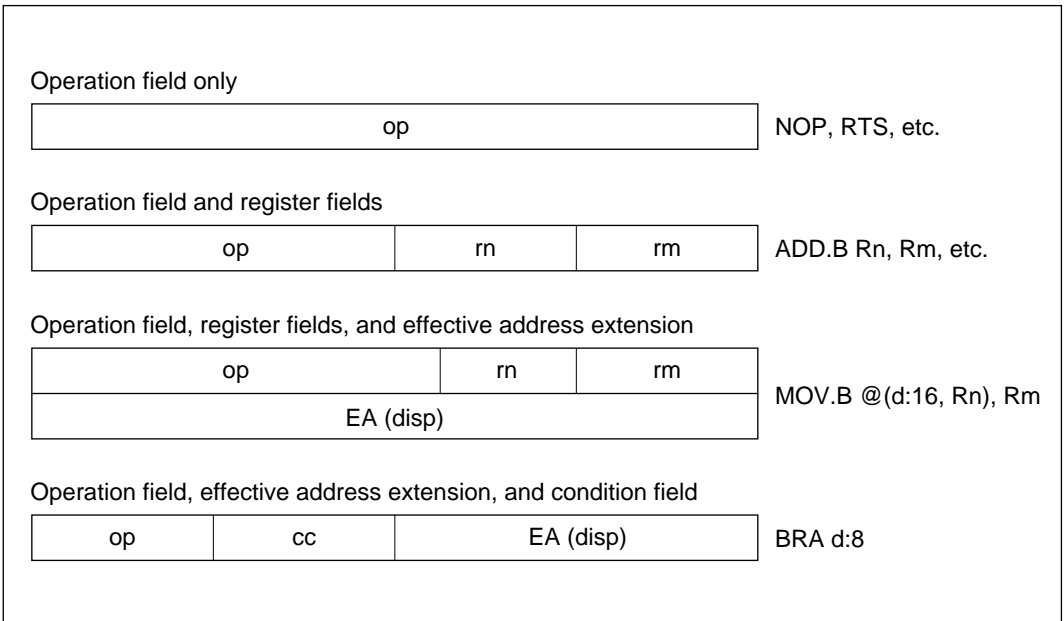 Operation field only
op
NOP, RTS, etc.
Operation field and register fields
op rn rm
ADD.B Rn, Rm, etc.
Operation field, register fields, and effective address extension
op rn rm
EA (disp)
MOV.B @(d:16, Rn), Rm
Operation field, effective address extension, and condition field
op cc EA (disp)
BRA d:8